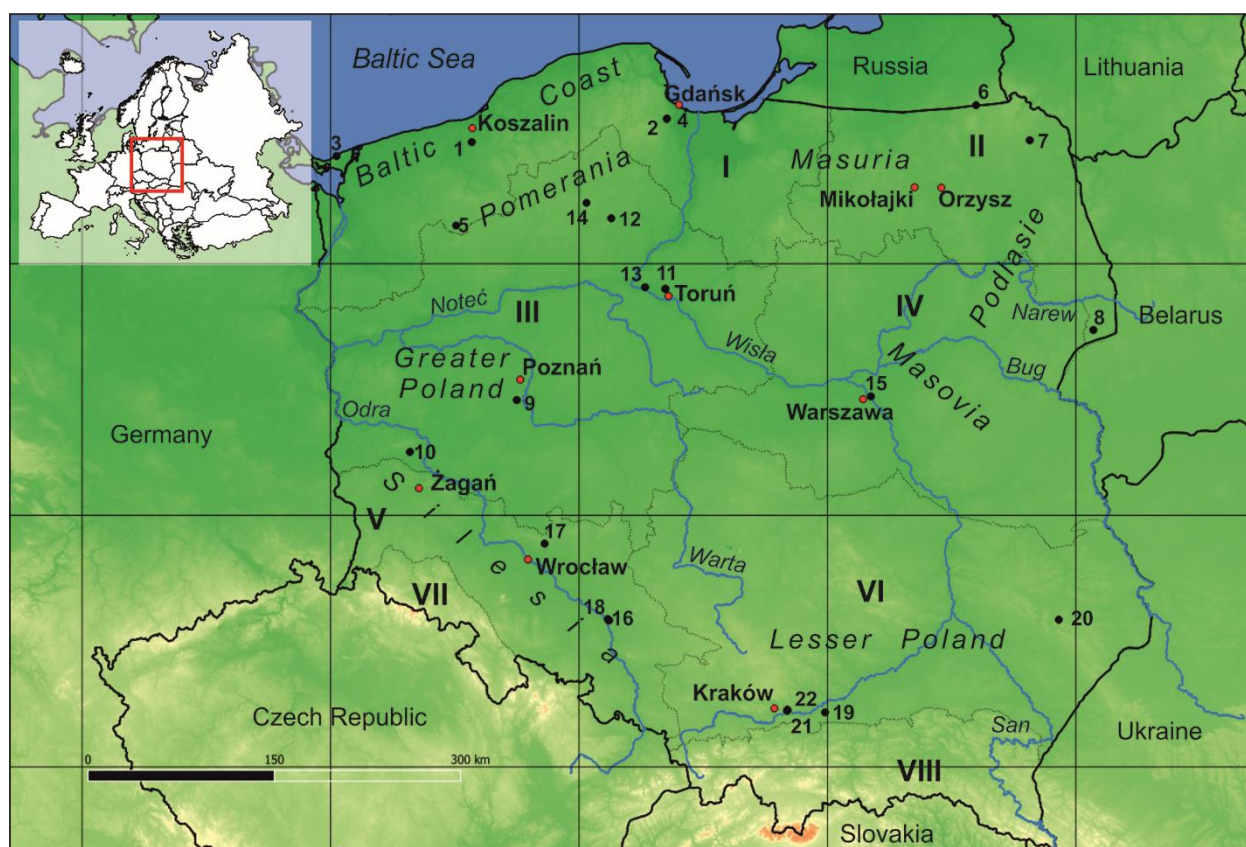 Baltic Sea
Russia
Lithuania
Coast
Gdańsk
6
Koszalin
2
4
3
Baltic
1
II
7
I
Masuria
Pomerania
Mikołajki
Orzysz
14
12
5
Podlasie
13
11
Toruń
Noteć
III
IV
Narew
8
Belarus
Wisła
Greater
Poland
Poznań
Masovia
Bug
9
15
Warszawa
Odra
Germany
10
Żagań
Silesia
V
17
Wrocław
Warta
VII
VI
18
16
20
Lesser Poland
Kraków
22
21
19
Czech Republic
San
Ukraine
0
150
300 km
VIII
Slovakia